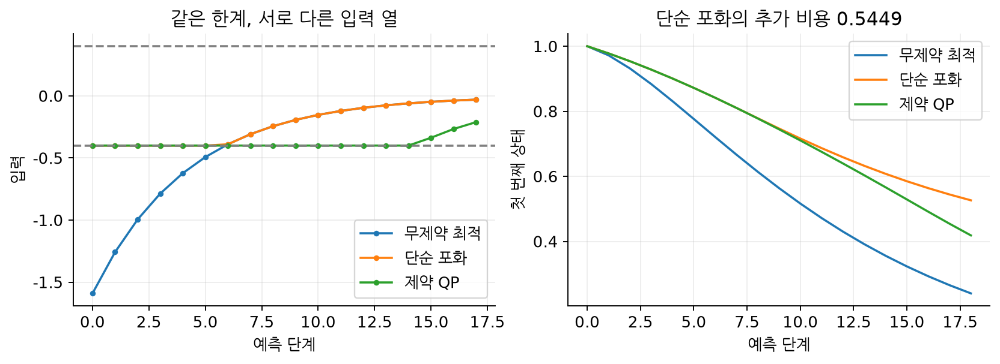 같은 한계, 서로 다른 입력 열
입력
0.0
-0.5
-1.0
-1.5
무제약 최적
단순 포화
제약 QP
0.0 2.5 5.0 7.5 10.0 12.5 15.0 17.5
예측 단계
단순 포화의 추가 비용 0.5449
첫 번째 상태
1.0
0.8
0.6
0.4
무제약 최적
단순 포화
제약 QP
0.0 2.5 5.0 7.5 10.0 12.5 15.0 17.5
예측 단계